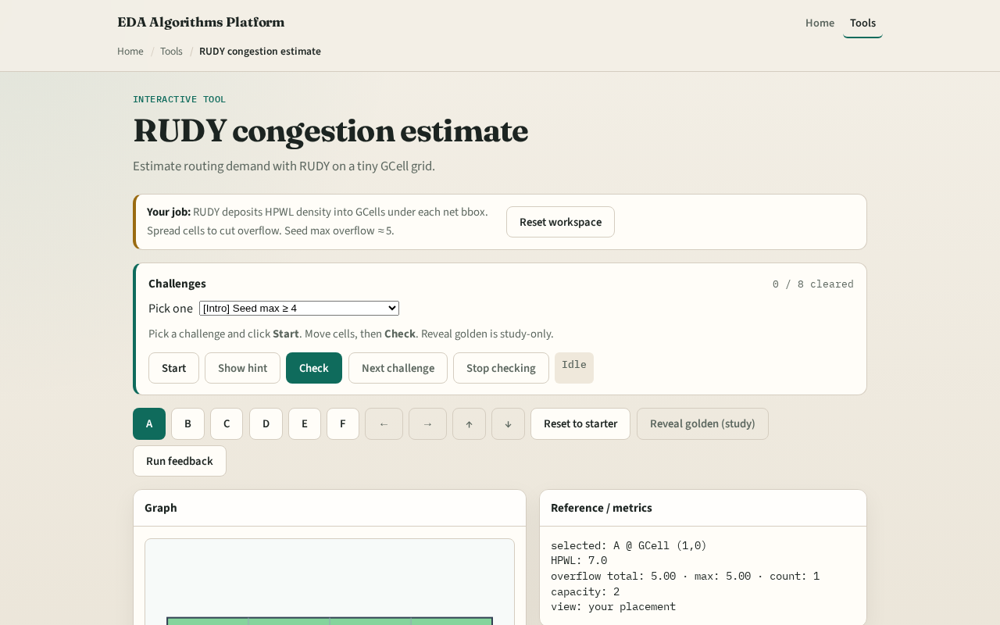 EDA Algorithms Platform
Home Tools
Home / Tools / RUDY congestion estimate
INTERACTIVE TOOL
RUDY congestion estimate
Estimate routing demand with RUDY on a tiny GCell grid.
Your job: RUDY deposits HPWL density into GCells under each net bbox.
Spread cells to cut overflow. Seed max overflow ≈ 5.
Reset workspace
Challenges
0 / 8 cleared
Pick one [Intro] Seed max ≥ 4
Pick a challenge and click Start. Move cells, then Check. Reveal golden is study-only.
Start Show hint Check Next challenge Stop checking Idle
A B C D E F ← → ↑ ↓ Reset to starter Reveal golden (study)
Run feedback
Graph
Reference / metrics
selected: A @ GCell (1,0)
HPWL: 7.0
overflow total: 5.00 · max: 5.00 · count: 1
capacity: 2
view: your placement